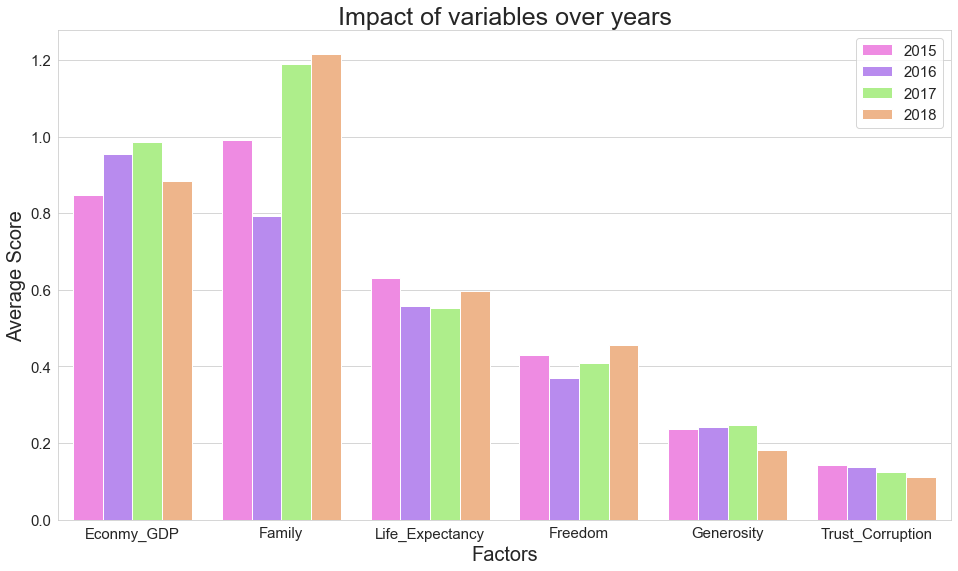 Impact of variables over years
2015
2016
2017
2018
Average Score
1.2
1.0
0.8
0.6
0.4
0.2
0.0
Econmy_GDP
Family
Life_Expectancy
Freedom
Generosity
Trust_Corruption
Factors